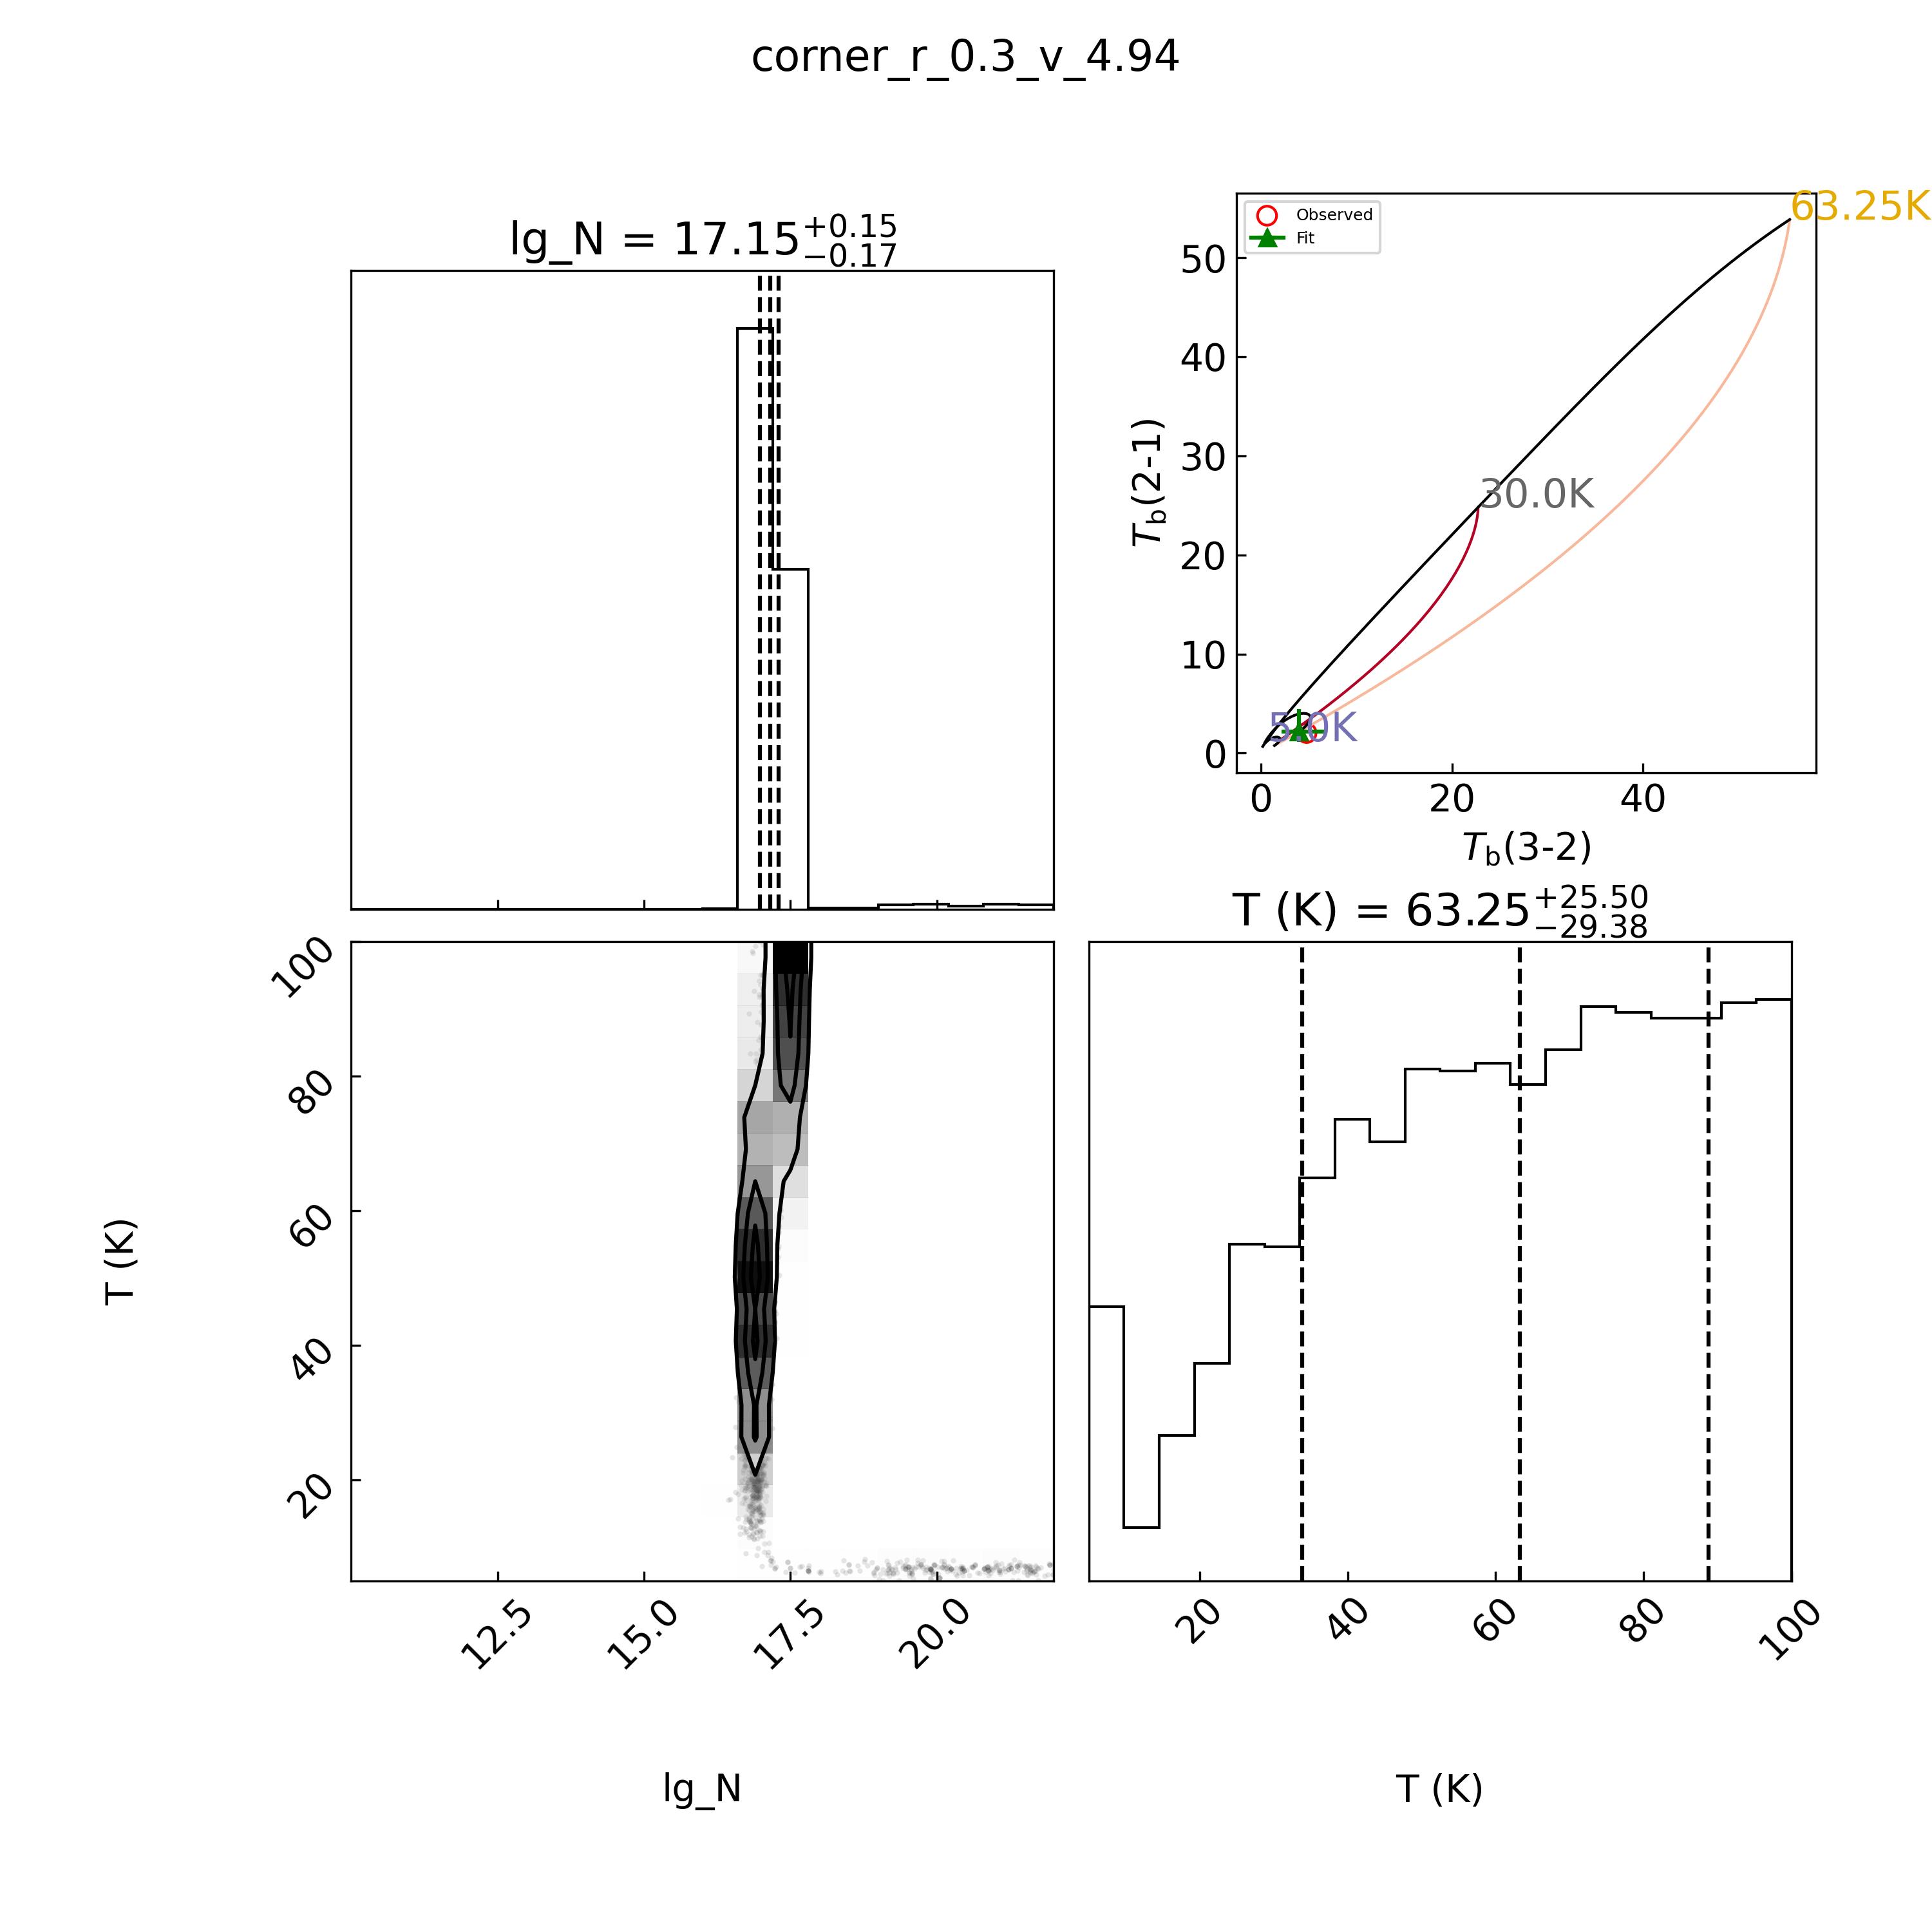 corner_r_0.3_v_4.94
lg_N = 17.15 +0.15 −0.17
Observed
Fit
63.25K
30.0K
5.0K
50
40
30
20
10
0
T_b(2-1)
0 20 40
T_b(3-2)
T (K) = 63.25 +25.50 −29.38
100
80
60
40
20
T (K)
12.5 15.0 17.5 20.0
lg_N
20 40 60 80 100
T (K)